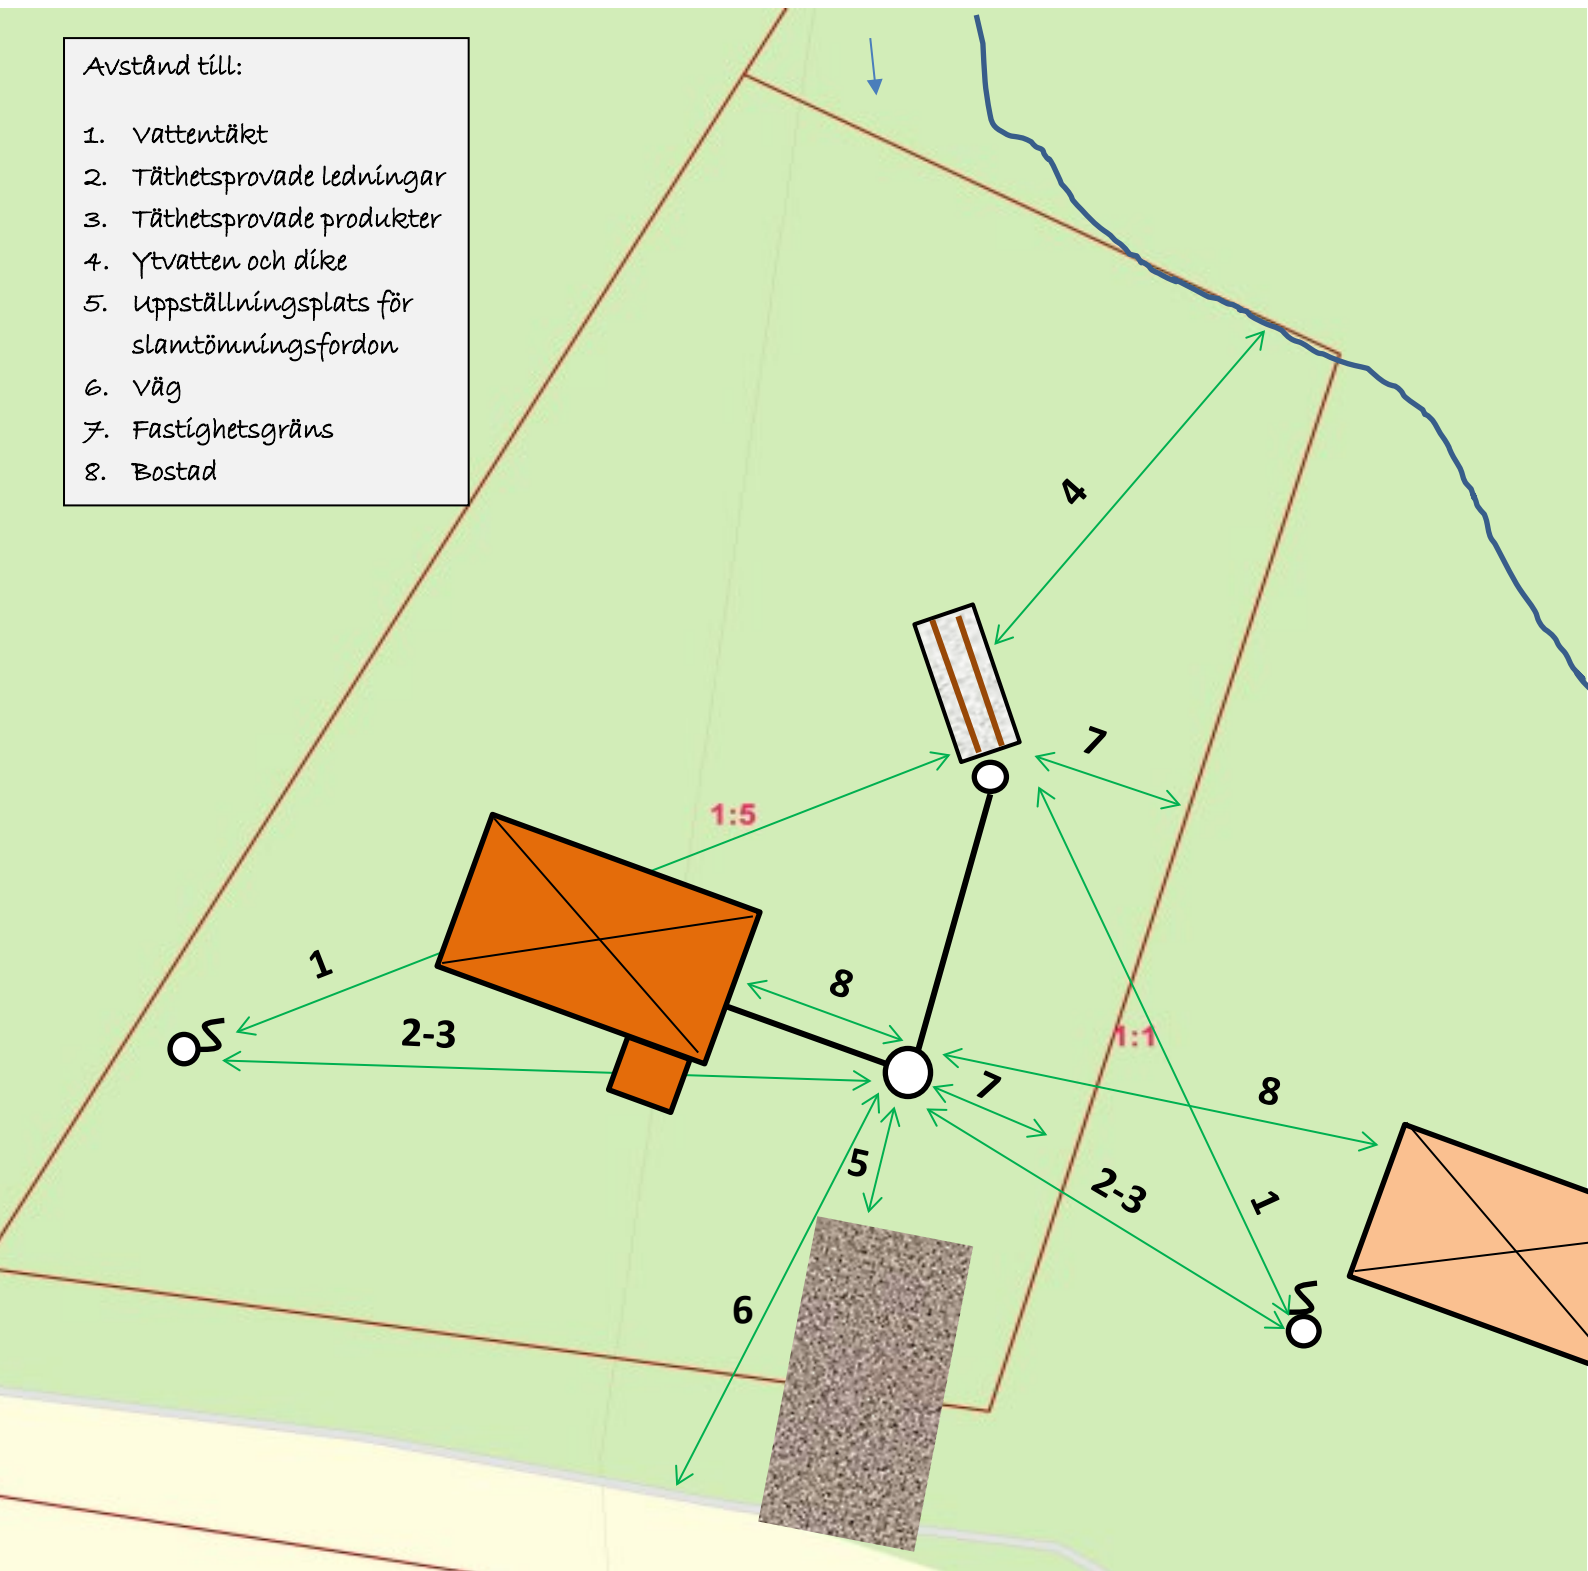 Avstånd till:
1. Vattentäkt
2. Täthetsprovade ledningar
3. Täthetsprovade produkter
4. Ytvatten och dike
5. Uppställningsplats för
slamtömningsfordon
6. Väg
7. Fastighetsgräns
8. Bostad
4
7
1:5
1
8
2-3
1:1
7
8
5
2-3
1
6